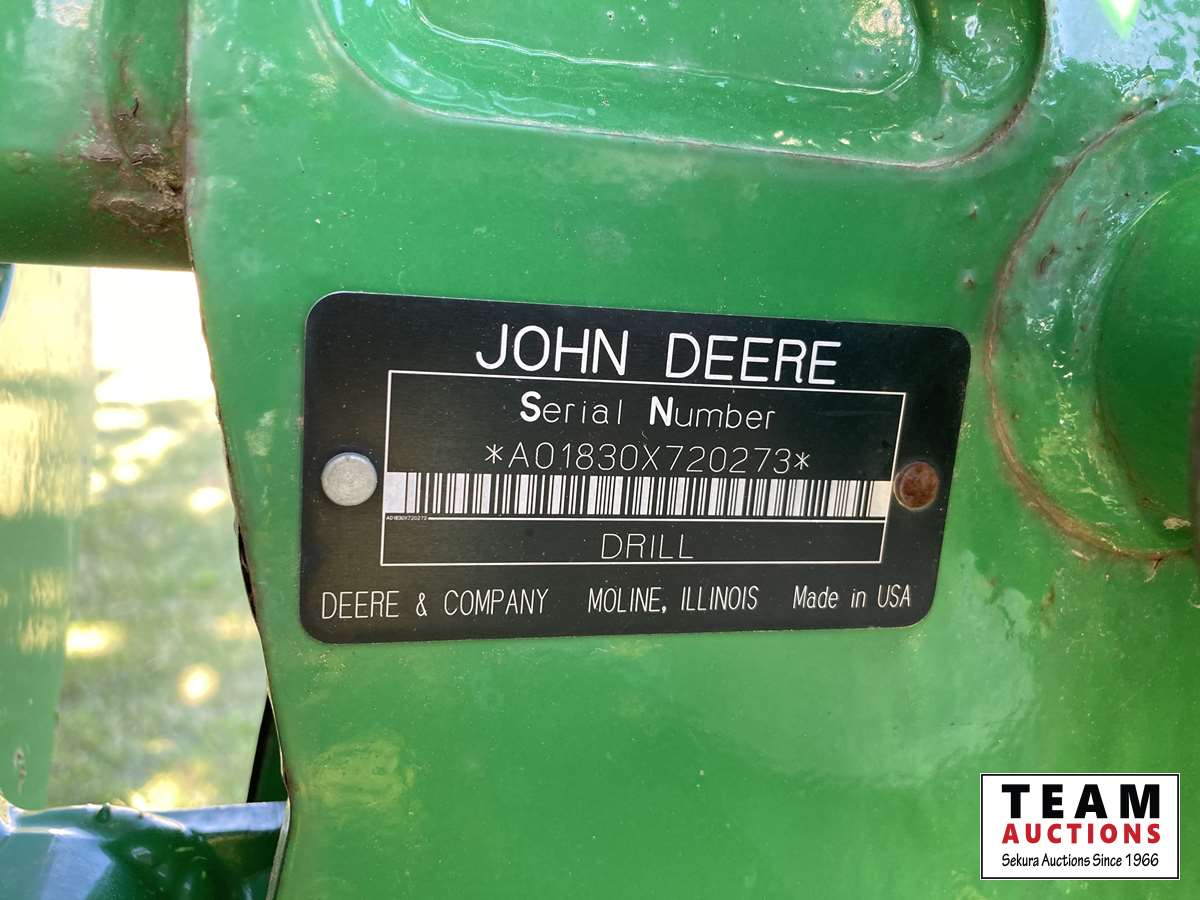 JOHN DEERE
Serial Number
*A01830X720273*
A01830X720273
DRILL
DEERE & COMPANY MOLINE, ILLINOIS Made in USA
TEAM
AUCTIONS
Sekura Auctions Since 1966